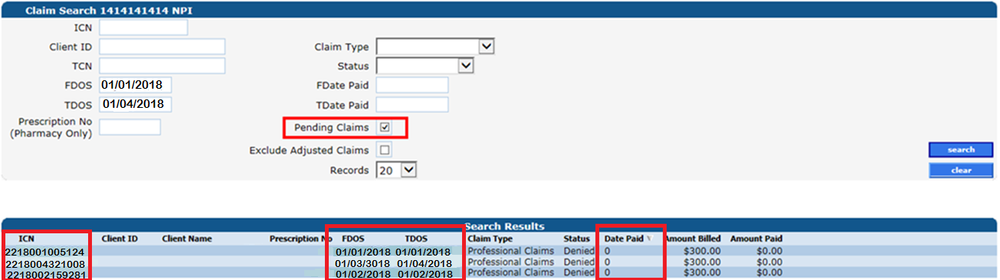 Claim Search 1414141414 NPI
ICN
Client ID Claim Type
TCN Status
FDOS 01/01/2018 FDate Paid
TDOS 01/04/2018 TDate Paid
Prescription No
(Pharmacy Only) Pending Claims
Exclude Adjusted Claims search
Records 20 clear
Search Results
ICN Client ID Client Name Prescription No FDOS TDOS Claim Type Status Date Paid Amount Billed Amount Paid
2218001005124 01/01/2018 01/01/2018 Professional Claims Denied 0 $300.00 $0.00
2218004321008 01/03/3018 01/04/2018 Professional Claims Denied 0 $300.00 $0.00
2218002159281 01/02/2018 01/02/2018 Professional Claims Denied 0 $300.00 $0.00